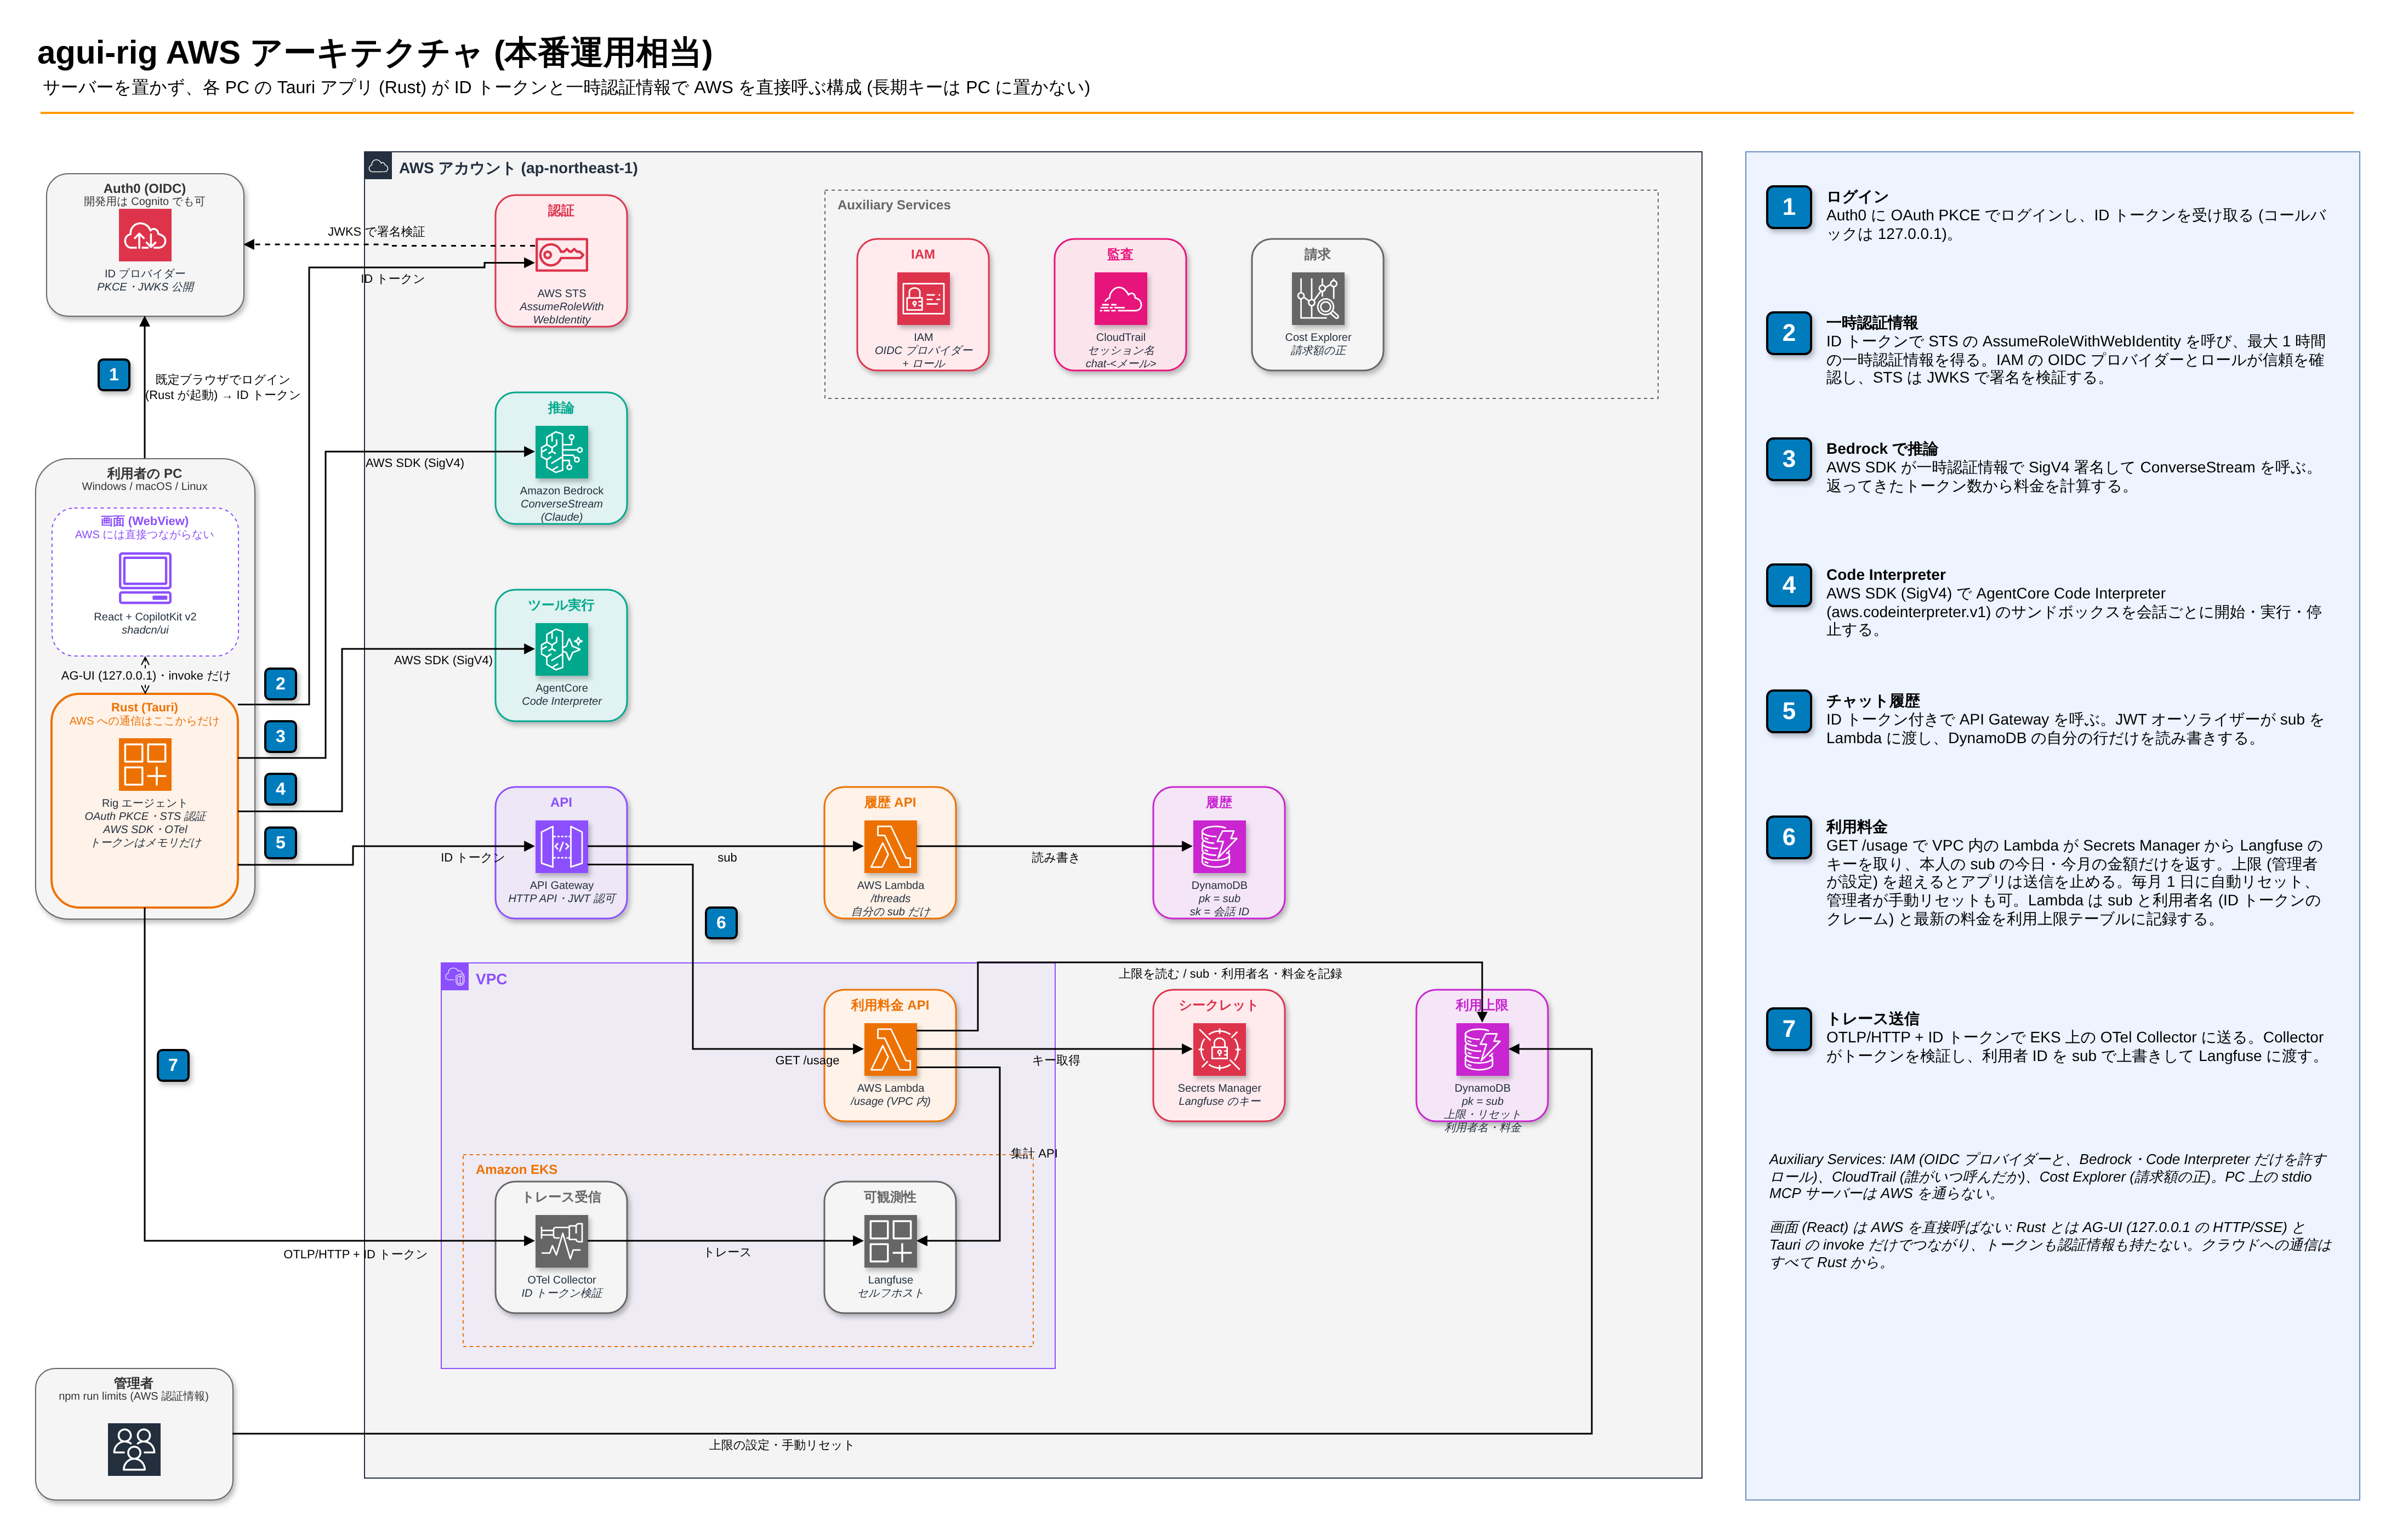 agui-rig AWS アーキテクチャ (本番運用相当)
サーバーを置かず、各 PC の Tauri アプリ (Rust) が ID トークンと一時認証情報で AWS を直接呼ぶ構成 (長期キーは PC に置かない)
Auth0 (OIDC)
開発用は Cognito でも可
ID プロバイダー
PKCE・JWKS 公開
JWKS で署名検証
ID トークン
1
既定ブラウザでログイン
(Rust が起動) → ID トークン
利用者の PC
Windows / macOS / Linux
画面 (WebView)
AWS には直接つながらない
React + CopilotKit v2
shadcn/ui
AG-UI (127.0.0.1)・invoke だけ
Rust (Tauri)
AWS への通信はここからだけ
Rig エージェント
OAuth PKCE・STS 認証
AWS SDK・OTel
トークンはメモリだけ
2
3
4
5
7
管理者
npm run limits (AWS 認証情報)
AWS アカウント (ap-northeast-1)
認証
AWS STS
AssumeRoleWith
WebIdentity
Auxiliary Services
IAM
IAM
OIDC プロバイダー
+ ロール
監査
CloudTrail
セッション名
chat-<メール>
請求
Cost Explorer
請求額の正
AWS SDK (SigV4)
推論
Amazon Bedrock
ConverseStream
(Claude)
AWS SDK (SigV4)
ツール実行
AgentCore
Code Interpreter
ID トークン
API
API Gateway
HTTP API・JWT 認可
sub
履歴 API
AWS Lambda
/threads
自分の sub だけ
読み書き
履歴
DynamoDB
pk = sub
sk = 会話 ID
6
VPC
上限を読む / sub・利用者名・料金を記録
GET /usage
利用料金 API
AWS Lambda
/usage (VPC 内)
キー取得
シークレット
Secrets Manager
Langfuse のキー
利用上限
DynamoDB
pk = sub
上限・リセット
利用者名・料金
集計 API
Amazon EKS
OTLP/HTTP + ID トークン
トレース受信
OTel Collector
ID トークン検証
トレース
可観測性
Langfuse
セルフホスト
上限の設定・手動リセット
1
ログイン
Auth0 に OAuth PKCE でログインし、ID トークンを受け取る (コールバ
ックは 127.0.0.1)。
2
一時認証情報
ID トークンで STS の AssumeRoleWithWebIdentity を呼び、最大 1 時間
の一時認証情報を得る。IAM の OIDC プロバイダーとロールが信頼を確
認し、STS は JWKS で署名を検証する。
3
Bedrock で推論
AWS SDK が一時認証情報で SigV4 署名して ConverseStream を呼ぶ。
返ってきたトークン数から料金を計算する。
4
Code Interpreter
AWS SDK (SigV4) で AgentCore Code Interpreter
(aws.codeinterpreter.v1) のサンドボックスを会話ごとに開始・実行・停
止する。
5
チャット履歴
ID トークン付きで API Gateway を呼ぶ。JWT オーソライザーが sub を
Lambda に渡し、DynamoDB の自分の行だけを読み書きする。
6
利用料金
GET /usage で VPC 内の Lambda が Secrets Manager から Langfuse の
キーを取り、本人の sub の今日・今月の金額だけを返す。上限 (管理者
が設定) を超えるとアプリは送信を止める。毎月 1 日に自動リセット、
管理者が手動リセットも可。Lambda は sub と利用者名 (ID トークンの
クレーム) と最新の料金を利用上限テーブルに記録する。
7
トレース送信
OTLP/HTTP + ID トークンで EKS 上の OTel Collector に送る。Collector
がトークンを検証し、利用者 ID を sub で上書きして Langfuse に渡す。
Auxiliary Services: IAM (OIDC プロバイダーと、Bedrock・Code Interpreter だけを許す
ロール)、CloudTrail (誰がいつ呼んだか)、Cost Explorer (請求額の正)。PC 上の stdio
MCP サーバーは AWS を通らない。
画面 (React) は AWS を直接呼ばない: Rust とは AG-UI (127.0.0.1 の HTTP/SSE) と
Tauri の invoke だけでつながり、トークンも認証情報も持たない。クラウドへの通信は
すべて Rust から。